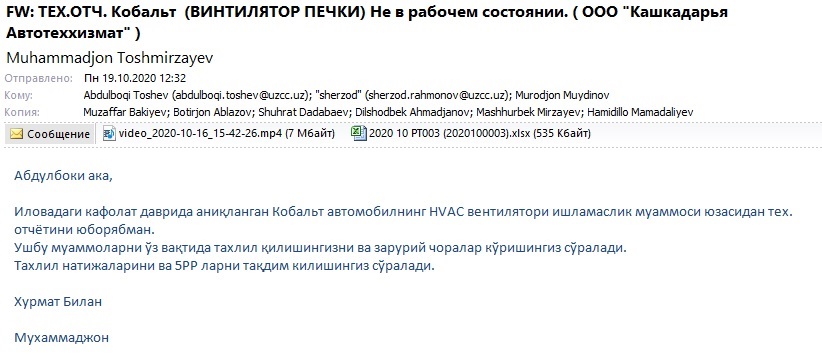 FW: ТЕХ.ОТЧ. Кобальт (ВИНТИЛЯТОР ПЕЧКИ) Не в рабочем состоянии. ( ООО "Кашкадарья
Автотеххизмат" )
Muhammadjon Toshmirzayev
Отправлено: Пн 19.10.2020 12:32
Кому: Abdulboqi Toshev (abdulboqi.toshev@uzcc.uz); "sherzod" (sherzod.rahmonov@uzcc.uz); Murodjon Muydinov
Копия: Muzaffar Bakiyev; Botirjon Ablazov; Shuhrat Dadabaev; Dilshodbek Ahmadjanov; Mashhurbek Mirzayev; Hamidillo Mamadaliyev
Сообщение video_2020-10-16_15-42-26.mp4 (7 Мбайт) 2020 10 PT003 (2020100003).xlsx (535 Кбайт)
Абдулбоки ака,
Иловадаги кафолат даврида аниқланган Кобальт автомобилнинг HVAC вентилятори ишламаслик муаммоси юзасидан тех.
отчётини юборябман.
Ушбу муаммоларни ўз вақтида тахлил қилишингизни ва зарурий чоралар кўришингиз сўралади.
Тахлил натижаларини ва 5РР ларни тақдим килишингиз сўралади.
Хурмат Билан
Мухаммаджон